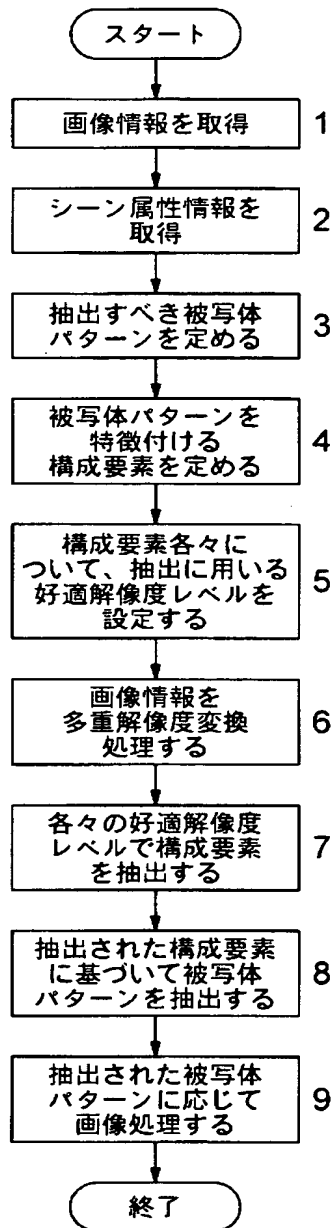 スタート
画像情報を取得
1
シーン属性情報を
取得
2
抽出すべき被写体
パターンを定める
3
被写体パターンを
特徴付ける
構成要素を定める
4
構成要素各々に
ついて、抽出に用いる
好適解像度レベルを
設定する
5
画像情報を
多重解像度変換
処理する
6
各々の好適解像度
レベルで構成要素
を抽出する
7
抽出された構成要素
に基づいて被写体
パターンを抽出する
8
抽出された被写体
パターンに応じて
画像処理する
9
終了